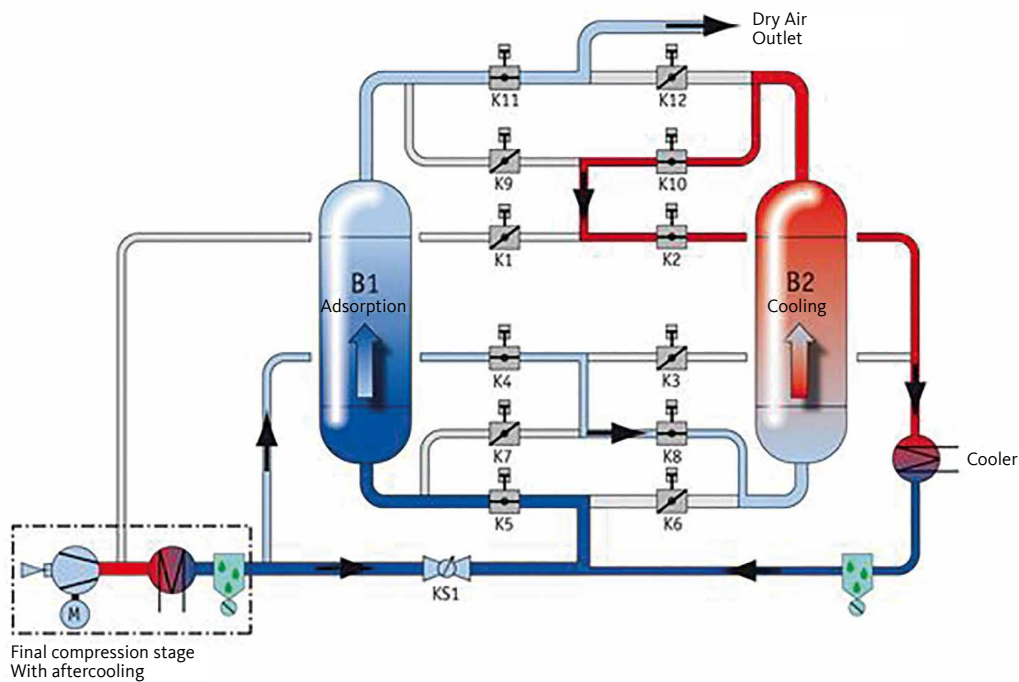 Dry Air
Outlet
K11
K12
K9
K10
K1
K2
B1
Adsorption
B2
Cooling
K4
K3
K7
K8
Cooler
K5
K6
M
KS1
Final compression stage
With aftercooling